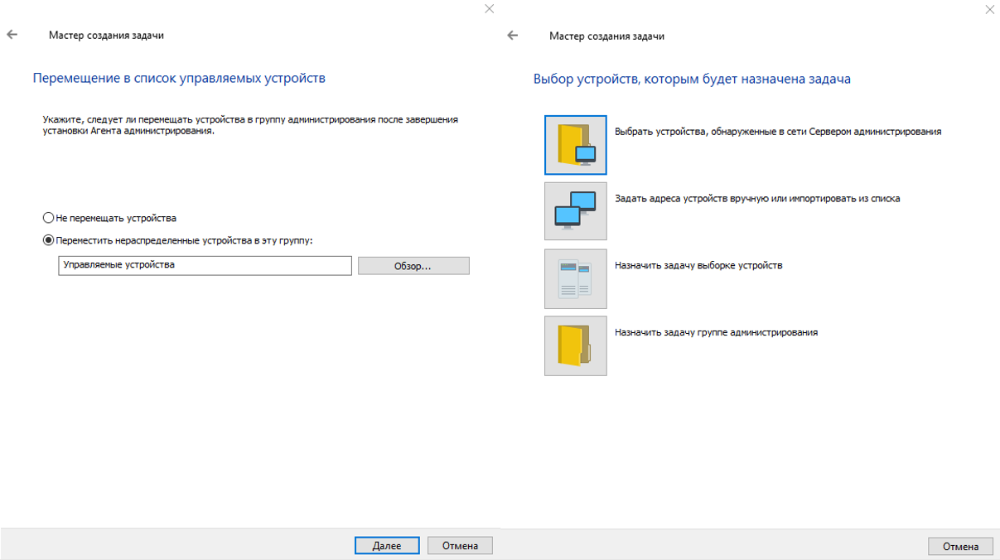 Мастер создания задачи
Перемещение в список управляемых устройств
Укажите, следует ли перемещать устройства в группу администрирования после завершения
установки Агента администрирования.
Не перемещать устройства
Переместить нераспределенные устройства в эту группу:
Управляемые устройства
Обзор...
Далее
Отмена
Мастер создания задачи
Выбор устройств, которым будет назначена задача
Выбрать устройства, обнаруженные в сети Сервером администрирования
Задать адреса устройств вручную или импортировать из списка
Назначить задачу выборке устройств
Назначить задачу группе администрирования
Отмена